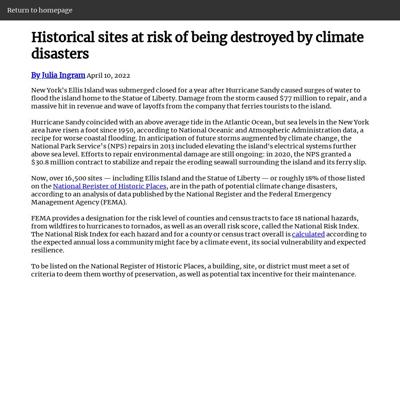 Return to homepage
Historical sites at risk of being destroyed by climate
disasters
By Julia Ingram April 10, 2022
New York's Ellis Island was submerged closed for a year after Hurricane Sandy caused surges of water to
flood the island home to the Statue of Liberty. Damage from the storm caused $77 million to repair, and a
massive hit in revenue and wave of layoffs from the company that ferries tourists to the island.
Hurricane Sandy coincided with an above average tide in the Atlantic Ocean, but sea levels in the New York
area have risen a foot since 1950, according to National Oceanic and Atmospheric Administration data, a
recipe for worse coastal flooding. In anticipation of future storms augmented by climate change, the
National Park Service's (NPS) repairs in 2013 included elevating the island's electrical systems further
above sea level. Efforts to repair environmental damage are still ongoing: in 2020, the NPS granted a
$30.8 million contract to stabilize and repair the eroding seawall surrounding the island and its ferry slip.
Now, over 16,500 sites — including Ellis Island and the Statue of Liberty — or roughly 18% of those listed
on the National Register of Historic Places, are in the path of potential climate change disasters,
according to an analysis of data published by the National Register and the Federal Emergency
Management Agency (FEMA).
FEMA provides a designation for the risk level of counties and census tracts to face 18 national hazards,
from wildfires to hurricanes to tornados, as well as an overall risk score, called the National Risk Index.
The National Risk Index for each hazard and for a county or census tract overall is calculated according to
the expected annual loss a community might face by a climate event, its social vulnerability and expected
resilience.
To be listed on the National Register of Historic Places, a building, site, or district must meet a set of
criteria to deem them worthy of preservation, as well as potential tax incentive for their maintenance.